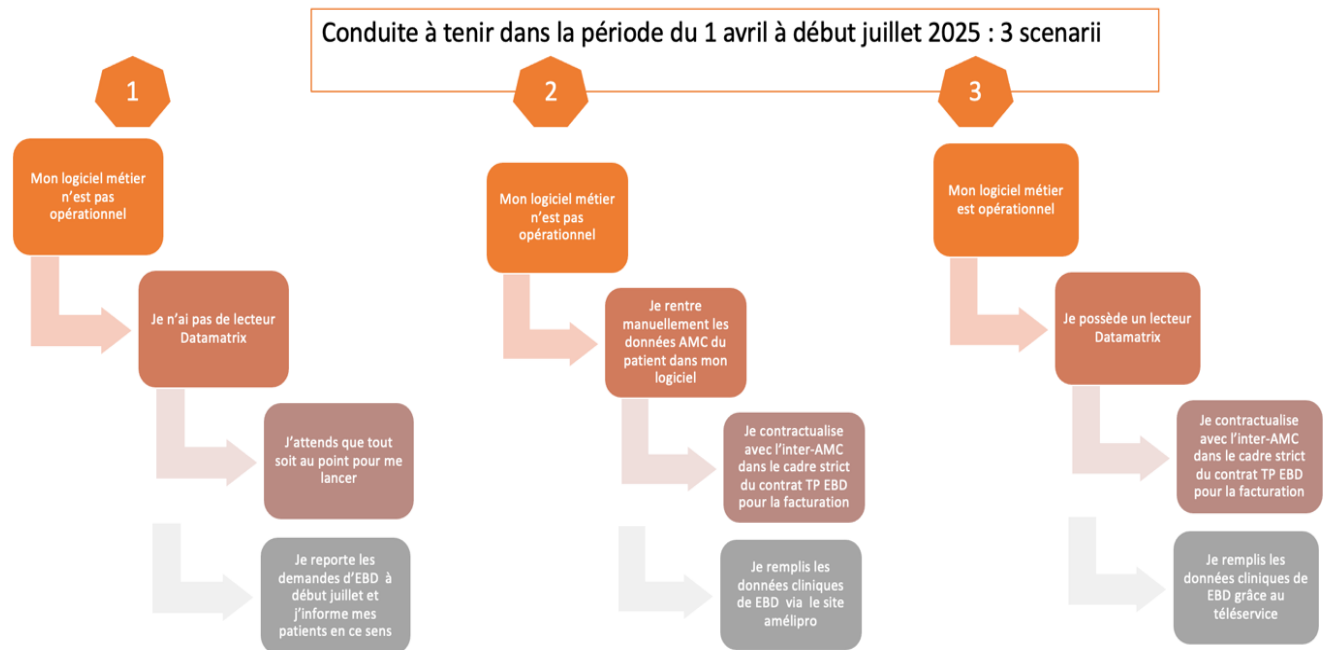 Conduite à tenir dans la période du 1 avril à début juillet 2025 : 3 scenarii
1
Mon logiciel métier
n'est pas
opérationnel
Je n'ai pas de lecteur
Datamatrix
J'attends que tout
soit au point pour me
lancer
Je reporte les
demandes d'EBD à
début juillet et
j'informe mes
patients en ce sens
2
Mon logiciel métier
n'est pas
opérationnel
Je rentre
manuellement les
données AMC du
patient dans mon
logiciel
Je contractualise
avec l'inter-AMC
dans le cadre strict
du contrat TP EBD
pour la facturation
Je remplis les
données cliniques
de EBD via le site
amélipro
3
Mon logiciel métier
est opérationnel
Je possède un lecteur
Datamatrix
Je contractualise
avec l'inter-AMC
dans le cadre strict
du contrat TP EBD
pour la facturation
Je remplis les
données cliniques de
EBD grâce au
téléservice